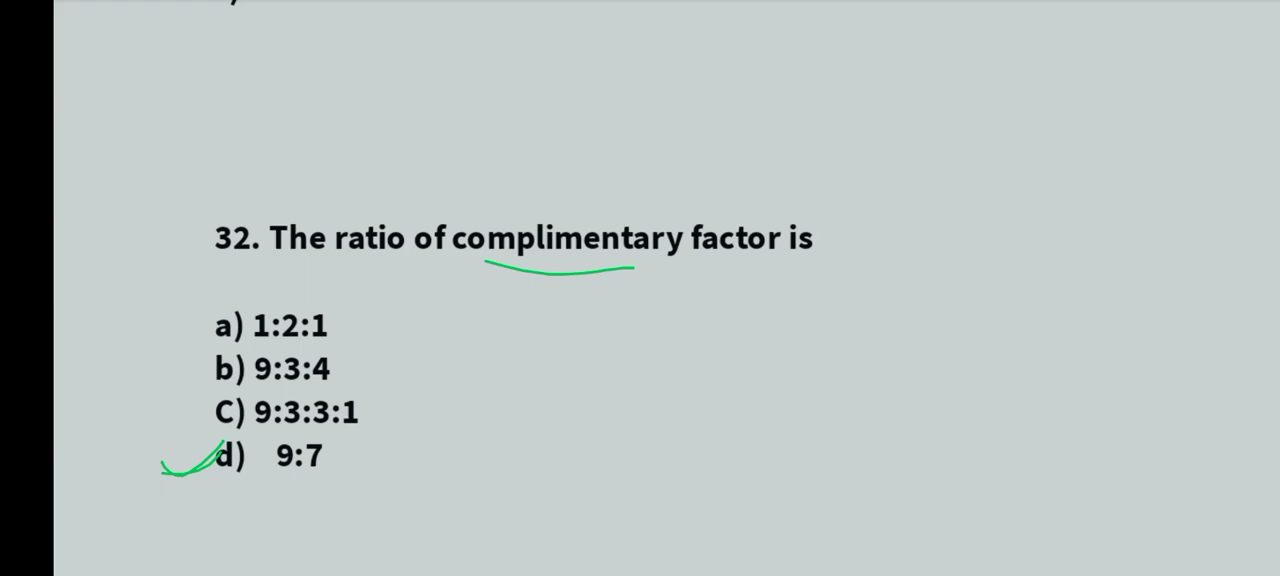 32. The ratio of complimentary factor is
a) 1:2:1
b) 9:3:4
C) 9:3:3:1
d) 9:7